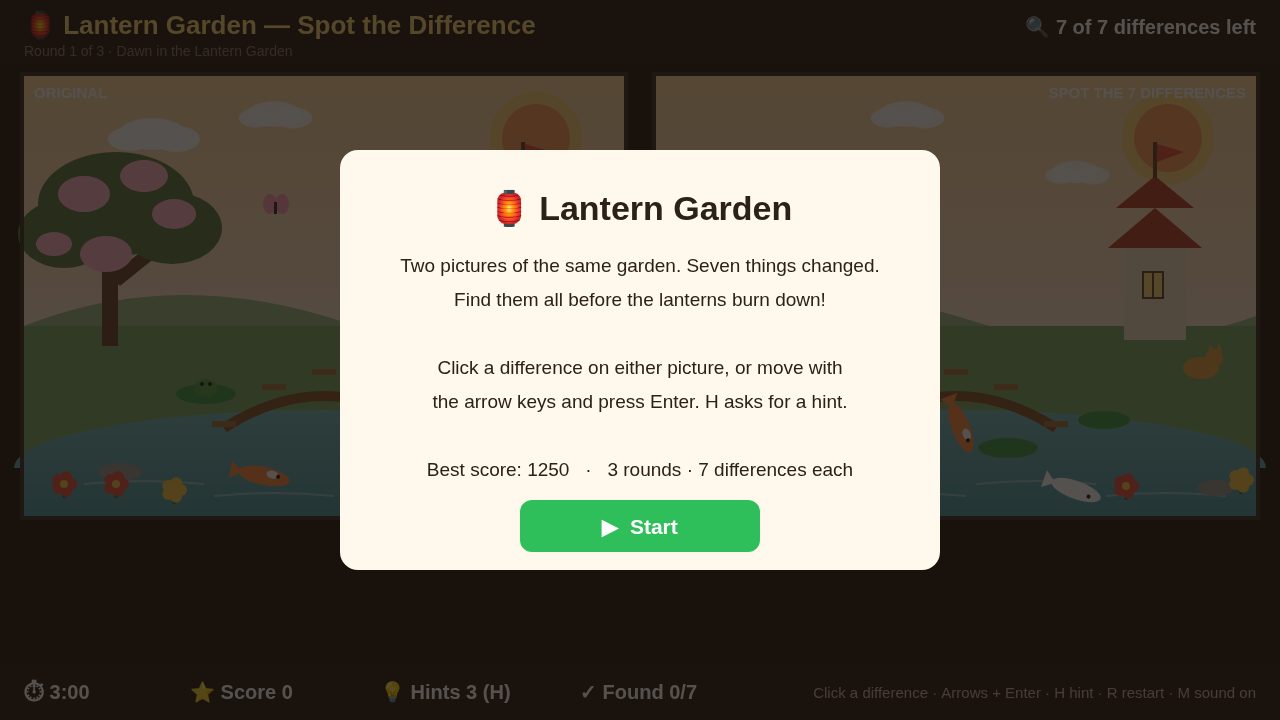 🏮 Lantern Garden — Spot the Difference
Round 1 of 3 · Dawn in the Lantern Garden
🔍 7 of 7 differences left
ORIGINAL
SPOT THE 7 DIFFERENCES
🏮 Lantern Garden
Two pictures of the same garden. Seven things changed.
Find them all before the lanterns burn down!
Click a difference on either picture, or move with
the arrow keys and press Enter. H asks for a hint.
Best score: 1250 · 3 rounds · 7 differences each
▶ Start
⏱ 3:00
⭐ Score 0
💡 Hints 3 (H)
✓ Found 0/7
Click a difference · Arrows + Enter · H hint · R restart · M sound on